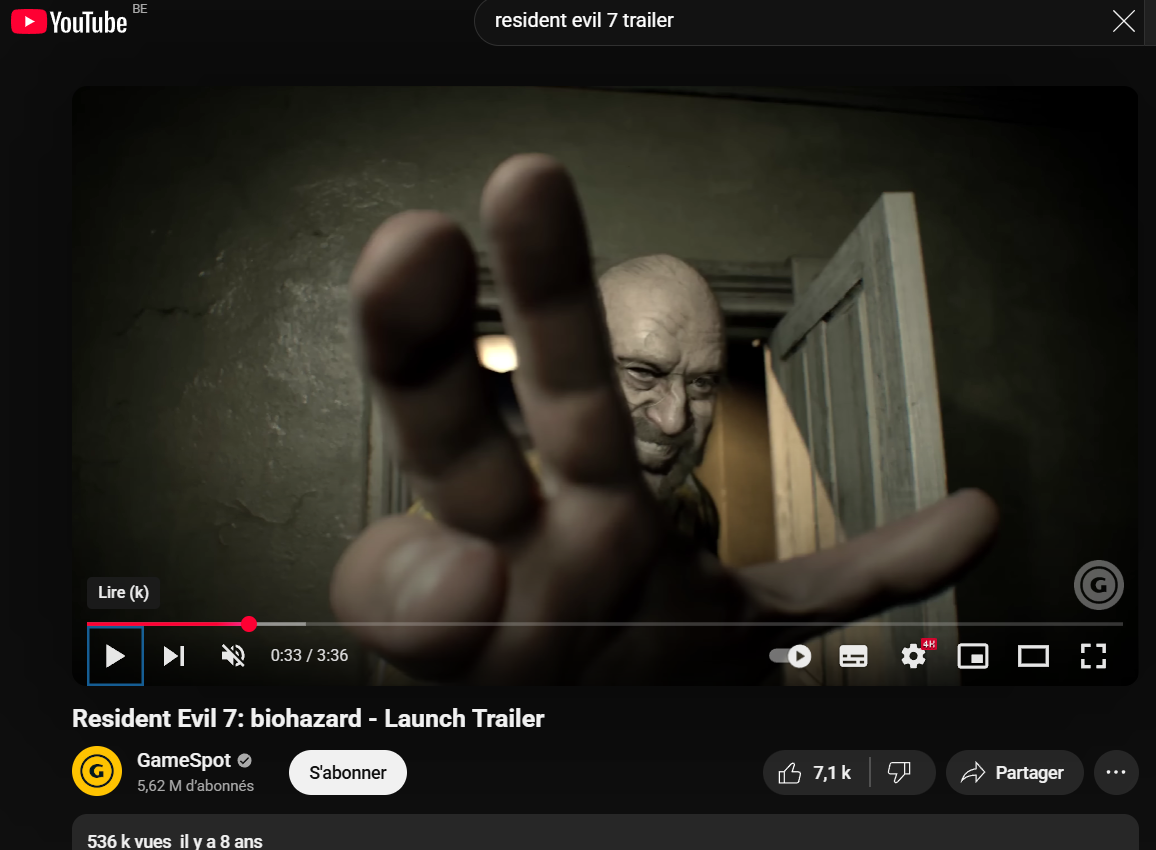 YouTube BE
resident evil 7 trailer
G
Lire (k)
0:33 / 3:36
4K
Resident Evil 7: biohazard - Launch Trailer
G
GameSpot
5,62 M d'abonnés
S'abonner
7,1 k
Partager
536 k vues il y a 8 ans